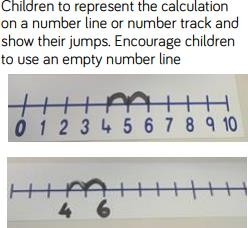 Children to represent the calculation
on a number line or number track and
show their jumps. Encourage children
to use an empty number line
0 1 2 3 4 5 6 7 8 9 10
4 6